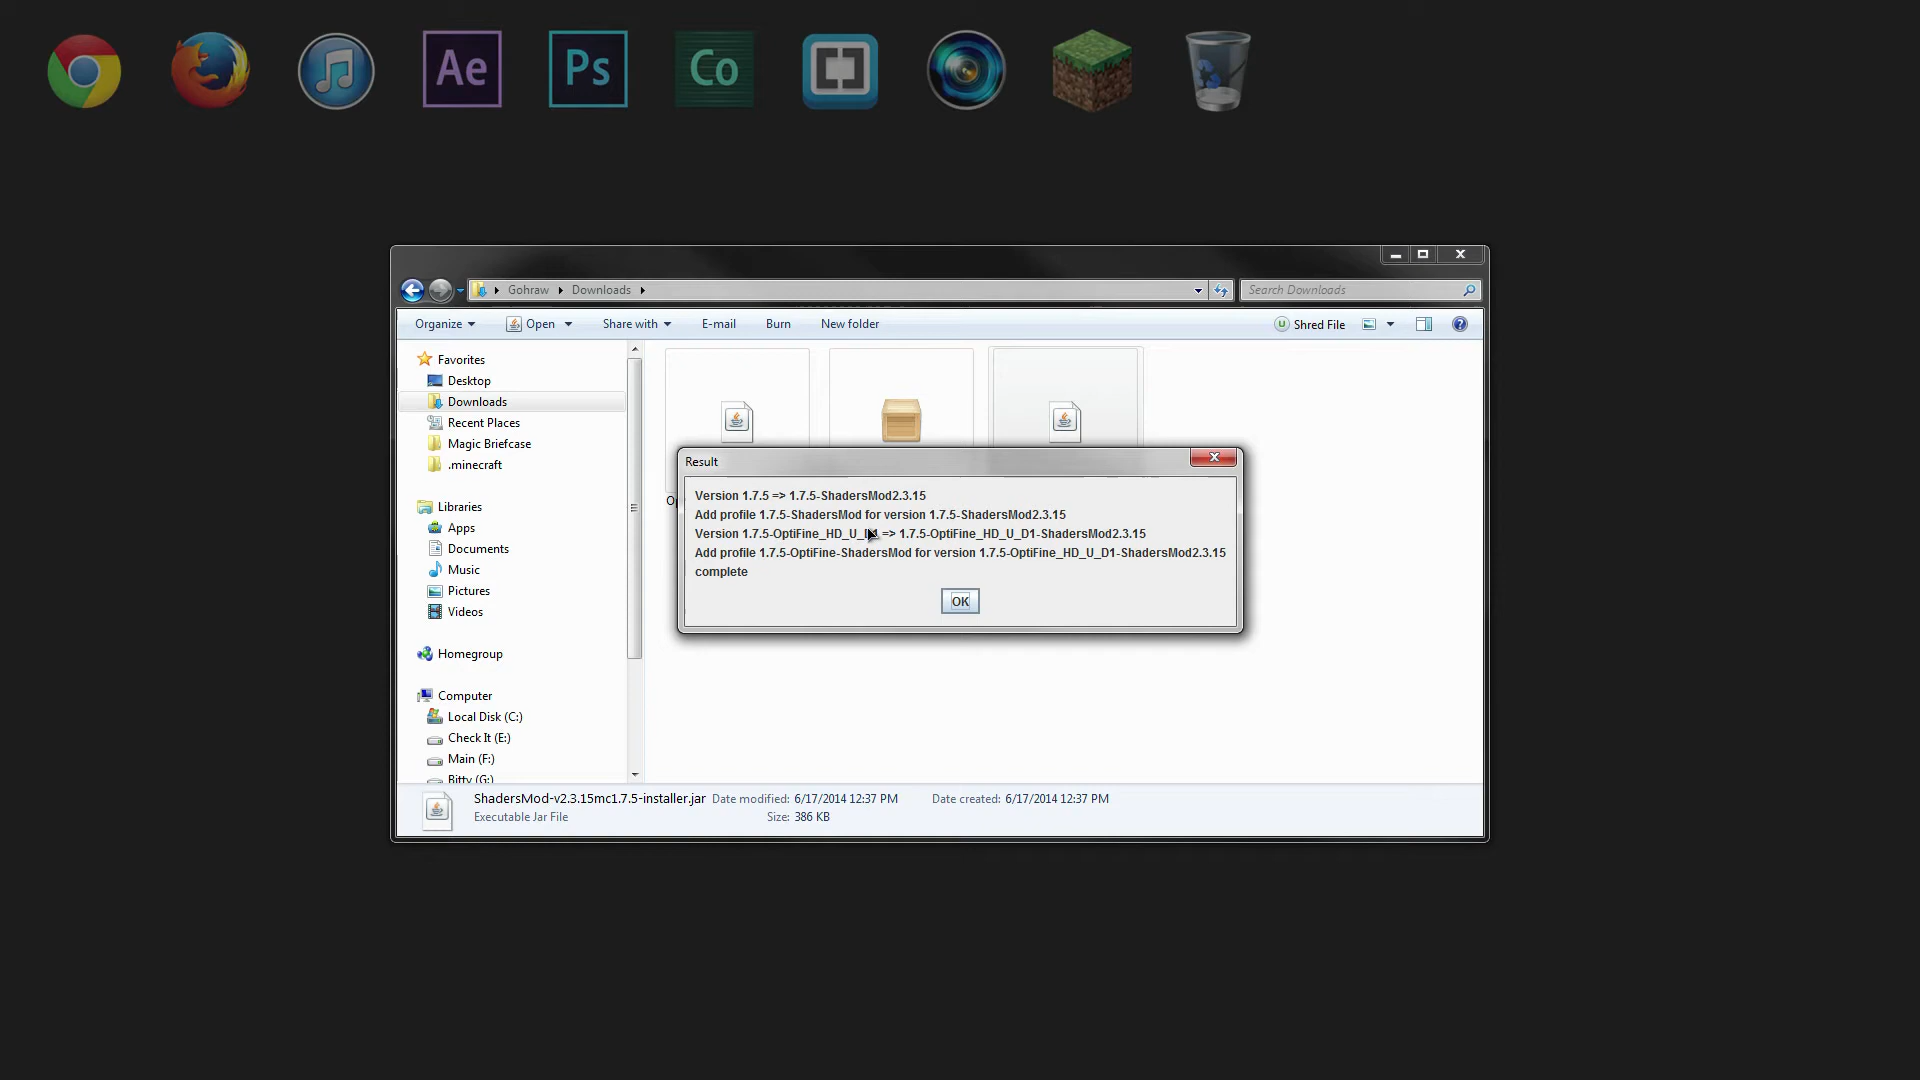 Ae
Ps
Co
Gohraw
Downloads
Search Downloads
Organize
Open
Share with
E-mail
Burn
New folder
Shred File
Favorites
Desktop
Downloads
Recent Places
Magic Briefcase
.minecraft
Libraries
Apps
Documents
Music
Pictures
Videos
Homegroup
Computer
Local Disk (C:)
Check It (E:)
Main (F:)
Bitty (G:)
Result
Version 1.7.5 => 1.7.5-ShadersMod2.3.15
Add profile 1.7.5-ShadersMod for version 1.7.5-ShadersMod2.3.15
Version 1.7.5-OptiFine_HD_U_D1 => 1.7.5-OptiFine_HD_U_D1-ShadersMod2.3.15
Add profile 1.7.5-OptiFine-ShadersMod for version 1.7.5-OptiFine_HD_U_D1-ShadersMod2.3.15
complete
OK
ShadersMod-v2.3.15mc1.7.5-installer.jar Date modified: 6/17/2014 12:37 PM Date created: 6/17/2014 12:37 PM
Executable Jar File Size: 386 KB